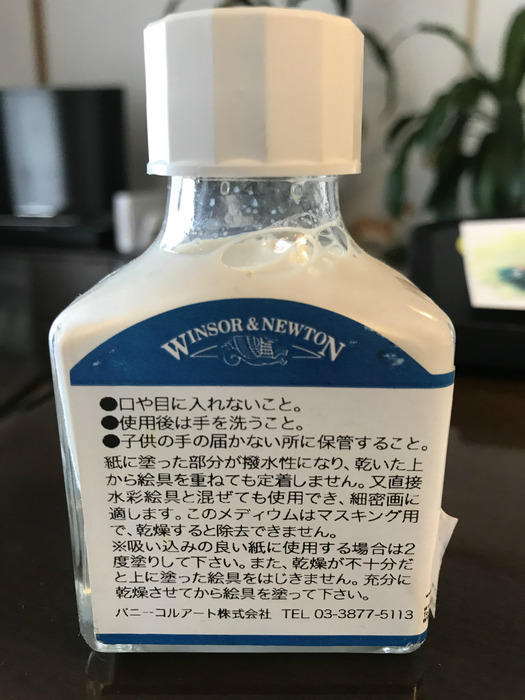 WINSOR & NEWTON
●口や目に入れないこと。
●使用後は手を洗うこと。
●子供の手の届かない所に保管すること。
紙に塗った部分が撥水性になり、乾いた上
から絵具を重ねても定着しません。又直接
水彩絵具と混ぜても使用でき、細密画に
適します。このメディウムはマスキング用
で、乾燥すると除去できません。
※吸い込みの良い紙に使用する場合は2
度塗りして下さい。また、乾燥が不十分だ
と上に塗った絵具をはじきません。充分に
乾燥させてから絵具を塗って下さい。
バニーコルアート株式会社 TEL 03-3877-5113